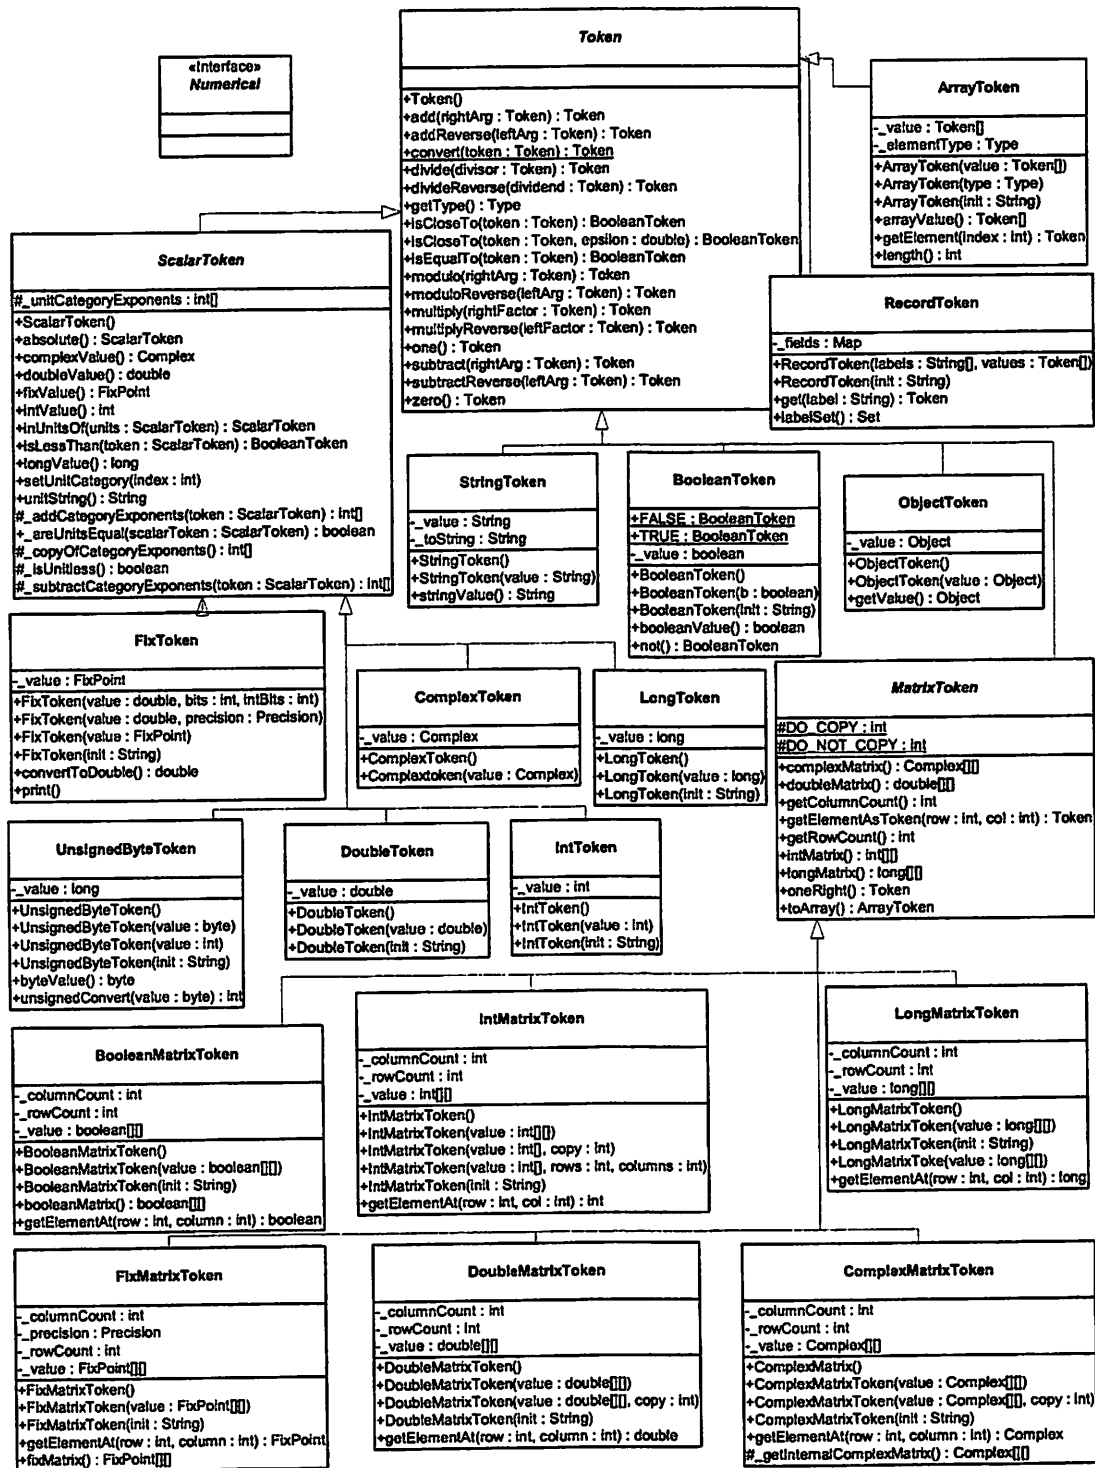 «Interface»
Numerical
Token
+Token()
+add(rightArg : Token) : Token
+addReverse(leftArg : Token) : Token
+convert(token : Token) : Token
+divide(divisor : Token) : Token
+divideReverse(dividend : Token) : Token
+getType() : Type
+isCloseTo(token : Token) : BooleanToken
+isCloseTo(token : Token, epsilon : double) : BooleanToken
+isEqualTo(token : Token) : BooleanToken
+modulo(rightArg : Token) : Token
+moduloReverse(leftArg : Token) : Token
+multiply(rightFactor : Token) : Token
+multiplyReverse(leftFactor : Token) : Token
+one() : Token
+subtract(rightArg : Token) : Token
+subtractReverse(leftArg : Token) : Token
+zero() : Token
ArrayToken
-_value : Token[]
-_elementType : Type
+ArrayToken(value : Token[])
+ArrayToken(type : Type)
+ArrayToken(init : String)
+arrayValue() : Token[]
+getElement(index : int) : Token
+length() : int
RecordToken
-_fields : Map
+RecordToken(labels : String[], values : Token[])
+RecordToken(init : String)
+get(label : String) : Token
+labelSet() : Set
ScalarToken
#_unitCategoryExponents : int[]
+ScalarToken()
+absolute() : ScalarToken
+complexValue() : Complex
+doubleValue() : double
+fixValue() : FixPoint
+intValue() : int
+inUnitsOf(units : ScalarToken) : ScalarToken
+isLessThan(token : ScalarToken) : BooleanToken
+longValue() : long
+setUnitCategory(index : int)
+unitString() : String
#_addCategoryExponents(token : ScalarToken) : int[]
+_areUnitsEqual(scalarToken : ScalarToken) : boolean
#_copyOfCategoryExponents() : int[]
#_isUnitless() : boolean
#_subtractCategoryExponents(token : ScalarToken) : int[]
StringToken
-_value : String
-_toString : String
+StringToken()
+StringToken(value : String)
+stringValue() : String
BooleanToken
+FALSE : BooleanToken
+TRUE : BooleanToken
-_value : boolean
+BooleanToken()
+BooleanToken(b : boolean)
+BooleanToken(init : String)
+booleanValue() : boolean
+not() : BooleanToken
ObjectToken
-_value : Object
+ObjectToken()
+ObjectToken(value : Object)
+getValue() : Object
FixToken
-_value : FixPoint
+FixToken(value : double, bits : int, intBits : int)
+FixToken(value : double, precision : Precision)
+FixToken(value : FixPoint)
+FixToken(init : String)
+convertToDouble() : double
+print()
ComplexToken
-_value : Complex
+ComplexToken()
+Complextoken(value : Complex)
LongToken
-_value : long
+LongToken()
+LongToken(value : long)
+LongToken(init : String)
MatrixToken
#DO_COPY : int
#DO_NOT_COPY : int
+complexMatrix() : Complex[][]
+doubleMatrix() : double[][]
+getColumnCount() : int
+getElementAsToken(row : int, col : int) : Token
+getRowCount() : int
+intMatrix() : int[][]
+longMatrix() : long[][]
+oneRight() : Token
+toArray() : ArrayToken
UnsignedByteToken
-_value : long
+UnsignedByteToken()
+UnsignedByteToken(value : byte)
+UnsignedByteToken(value : int)
+UnsignedByteToken(init : String)
+byteValue() : byte
+unsignedConvert(value : byte) : int
DoubleToken
-_value : double
+DoubleToken()
+DoubleToken(value : double)
+DoubleToken(init : String)
IntToken
-_value : int
+IntToken()
+IntToken(value : int)
+IntToken(init : String)
BooleanMatrixToken
-_columnCount : int
-_rowCount : int
-_value : boolean[][]
+BooleanMatrixToken()
+BooleanMatrixToken(value : boolean[][])
+BooleanMatrixToken(init : String)
+booleanMatrix() : boolean[][]
+getElementAt(row : int, column : int) : boolean
IntMatrixToken
-_columnCount : int
-_rowCount : int
-_value : int[][]
+IntMatrixToken()
+IntMatrixToken(value : int[][])
+IntMatrixToken(value : int[], copy : int)
+IntMatrixToken(value : int[], rows : int, columns : int)
+IntMatrixToken(init : String)
+getElementAt(row : int, col : int) : int
LongMatrixToken
-_columnCount : int
-_rowCount : int
-_value : long[][]
+LongMatrixToken()
+LongMatrixToken(value : long[][])
+LongMatrixToken(init : String)
+LongMatrixToke(value : long[][])
+getElementAt(row : int, col : int) : long
FixMatrixToken
-_columnCount : int
-_precision : Precision
-_rowCount : int
-_value : FixPoint[][]
+FixMatrixToken()
+FixMatrixToken(value : FixPoint[][])
+FixMatrixToken(init : String)
+getElementAt(row : int, column : int) : FixPoint
+fixMatrix() : FixPoint[][]
DoubleMatrixToken
-_columnCount : int
-_rowCount : int
-_value : double[][]
+DoubleMatrixToken()
+DoubleMatrixToken(value : double[][])
+DoubleMatrixToken(value : double[][], copy : int)
+DoubleMatrixToken(init : String)
+getElementAt(row : int, column : int) : double
ComplexMatrixToken
-_columnCount : int
-_rowCount : int
-_value : Complex[][]
+ComplexMatrix()
+ComplexMatrixToken(value : Complex[][])
+ComplexMatrixToken(value : Complex[][], copy : int)
+ComplexMatrixToken(init : String)
+getElementAt(row : int, column : int) : Complex
#_getInternalComplexMatrix() : Complex[][]